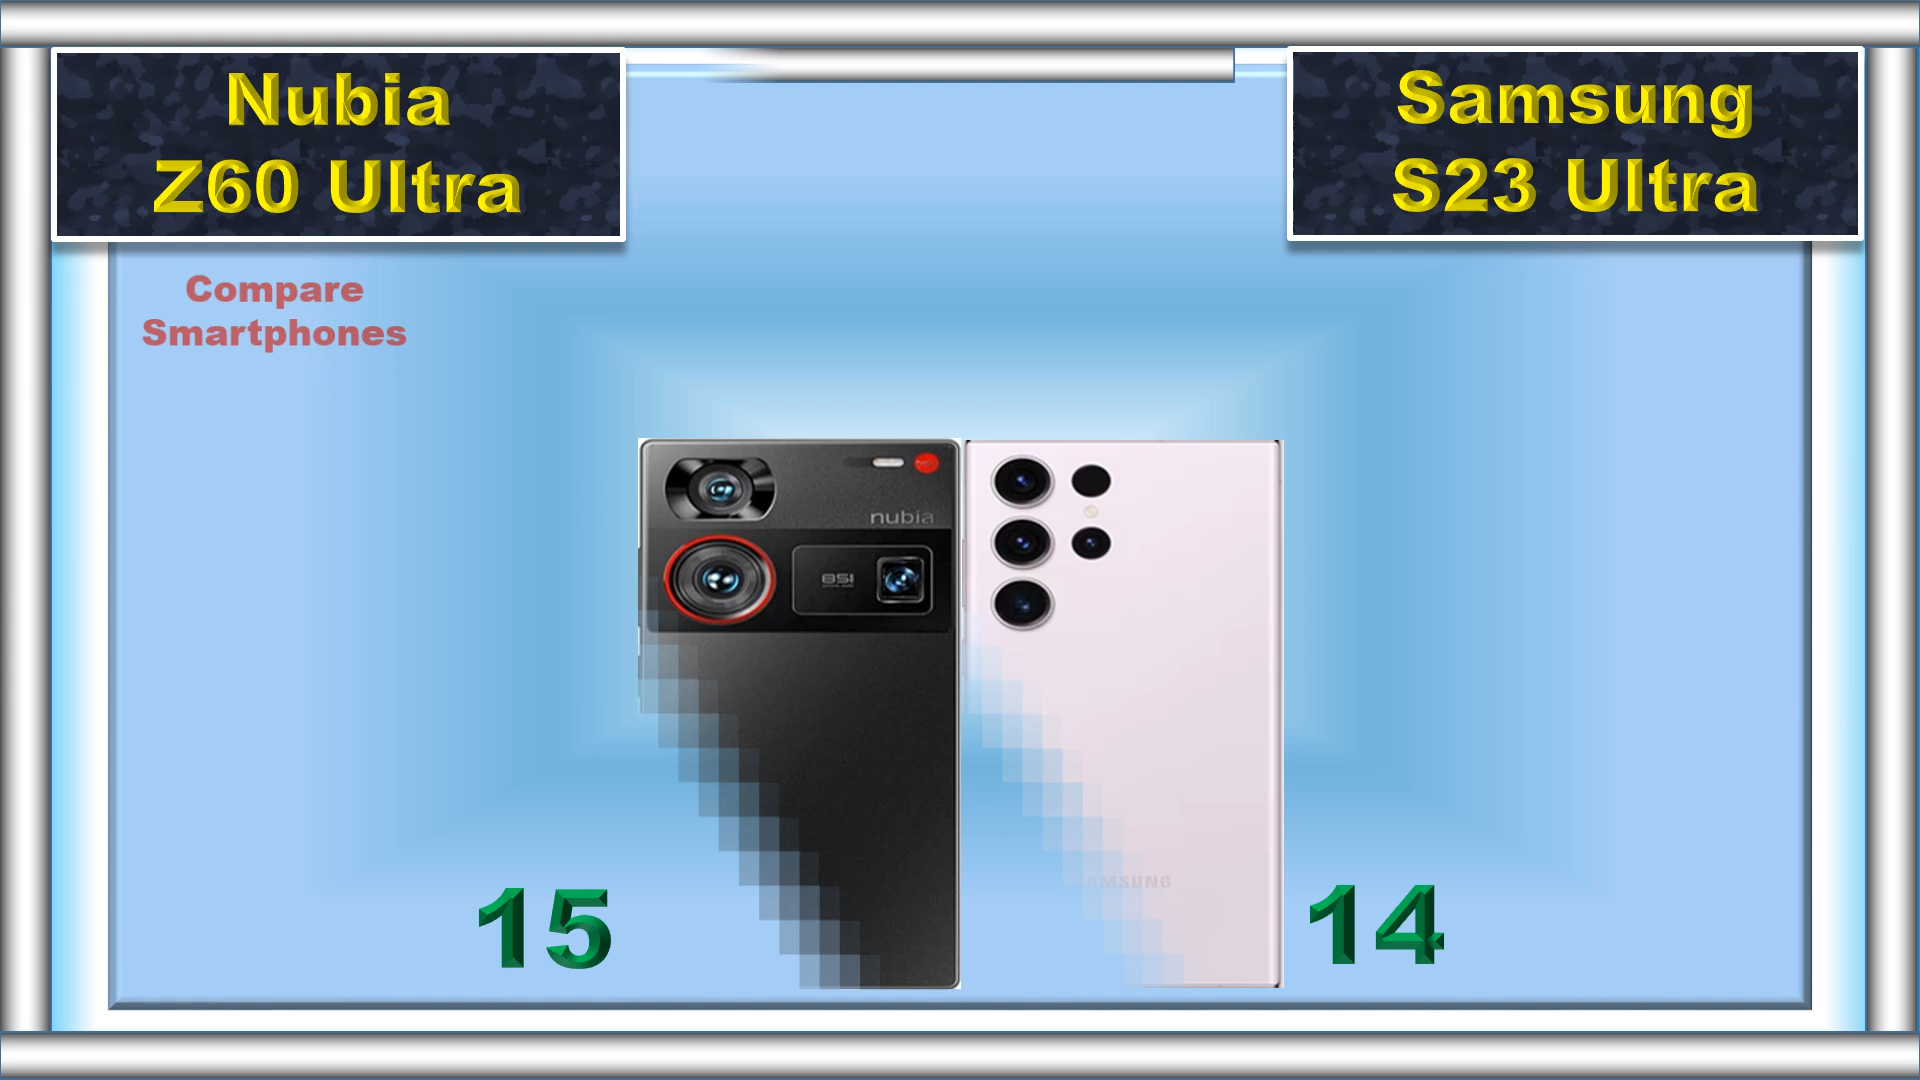 Nubia
Z60 Ultra
Samsung
S23 Ultra
Compare
Smartphones
nubia
15
14